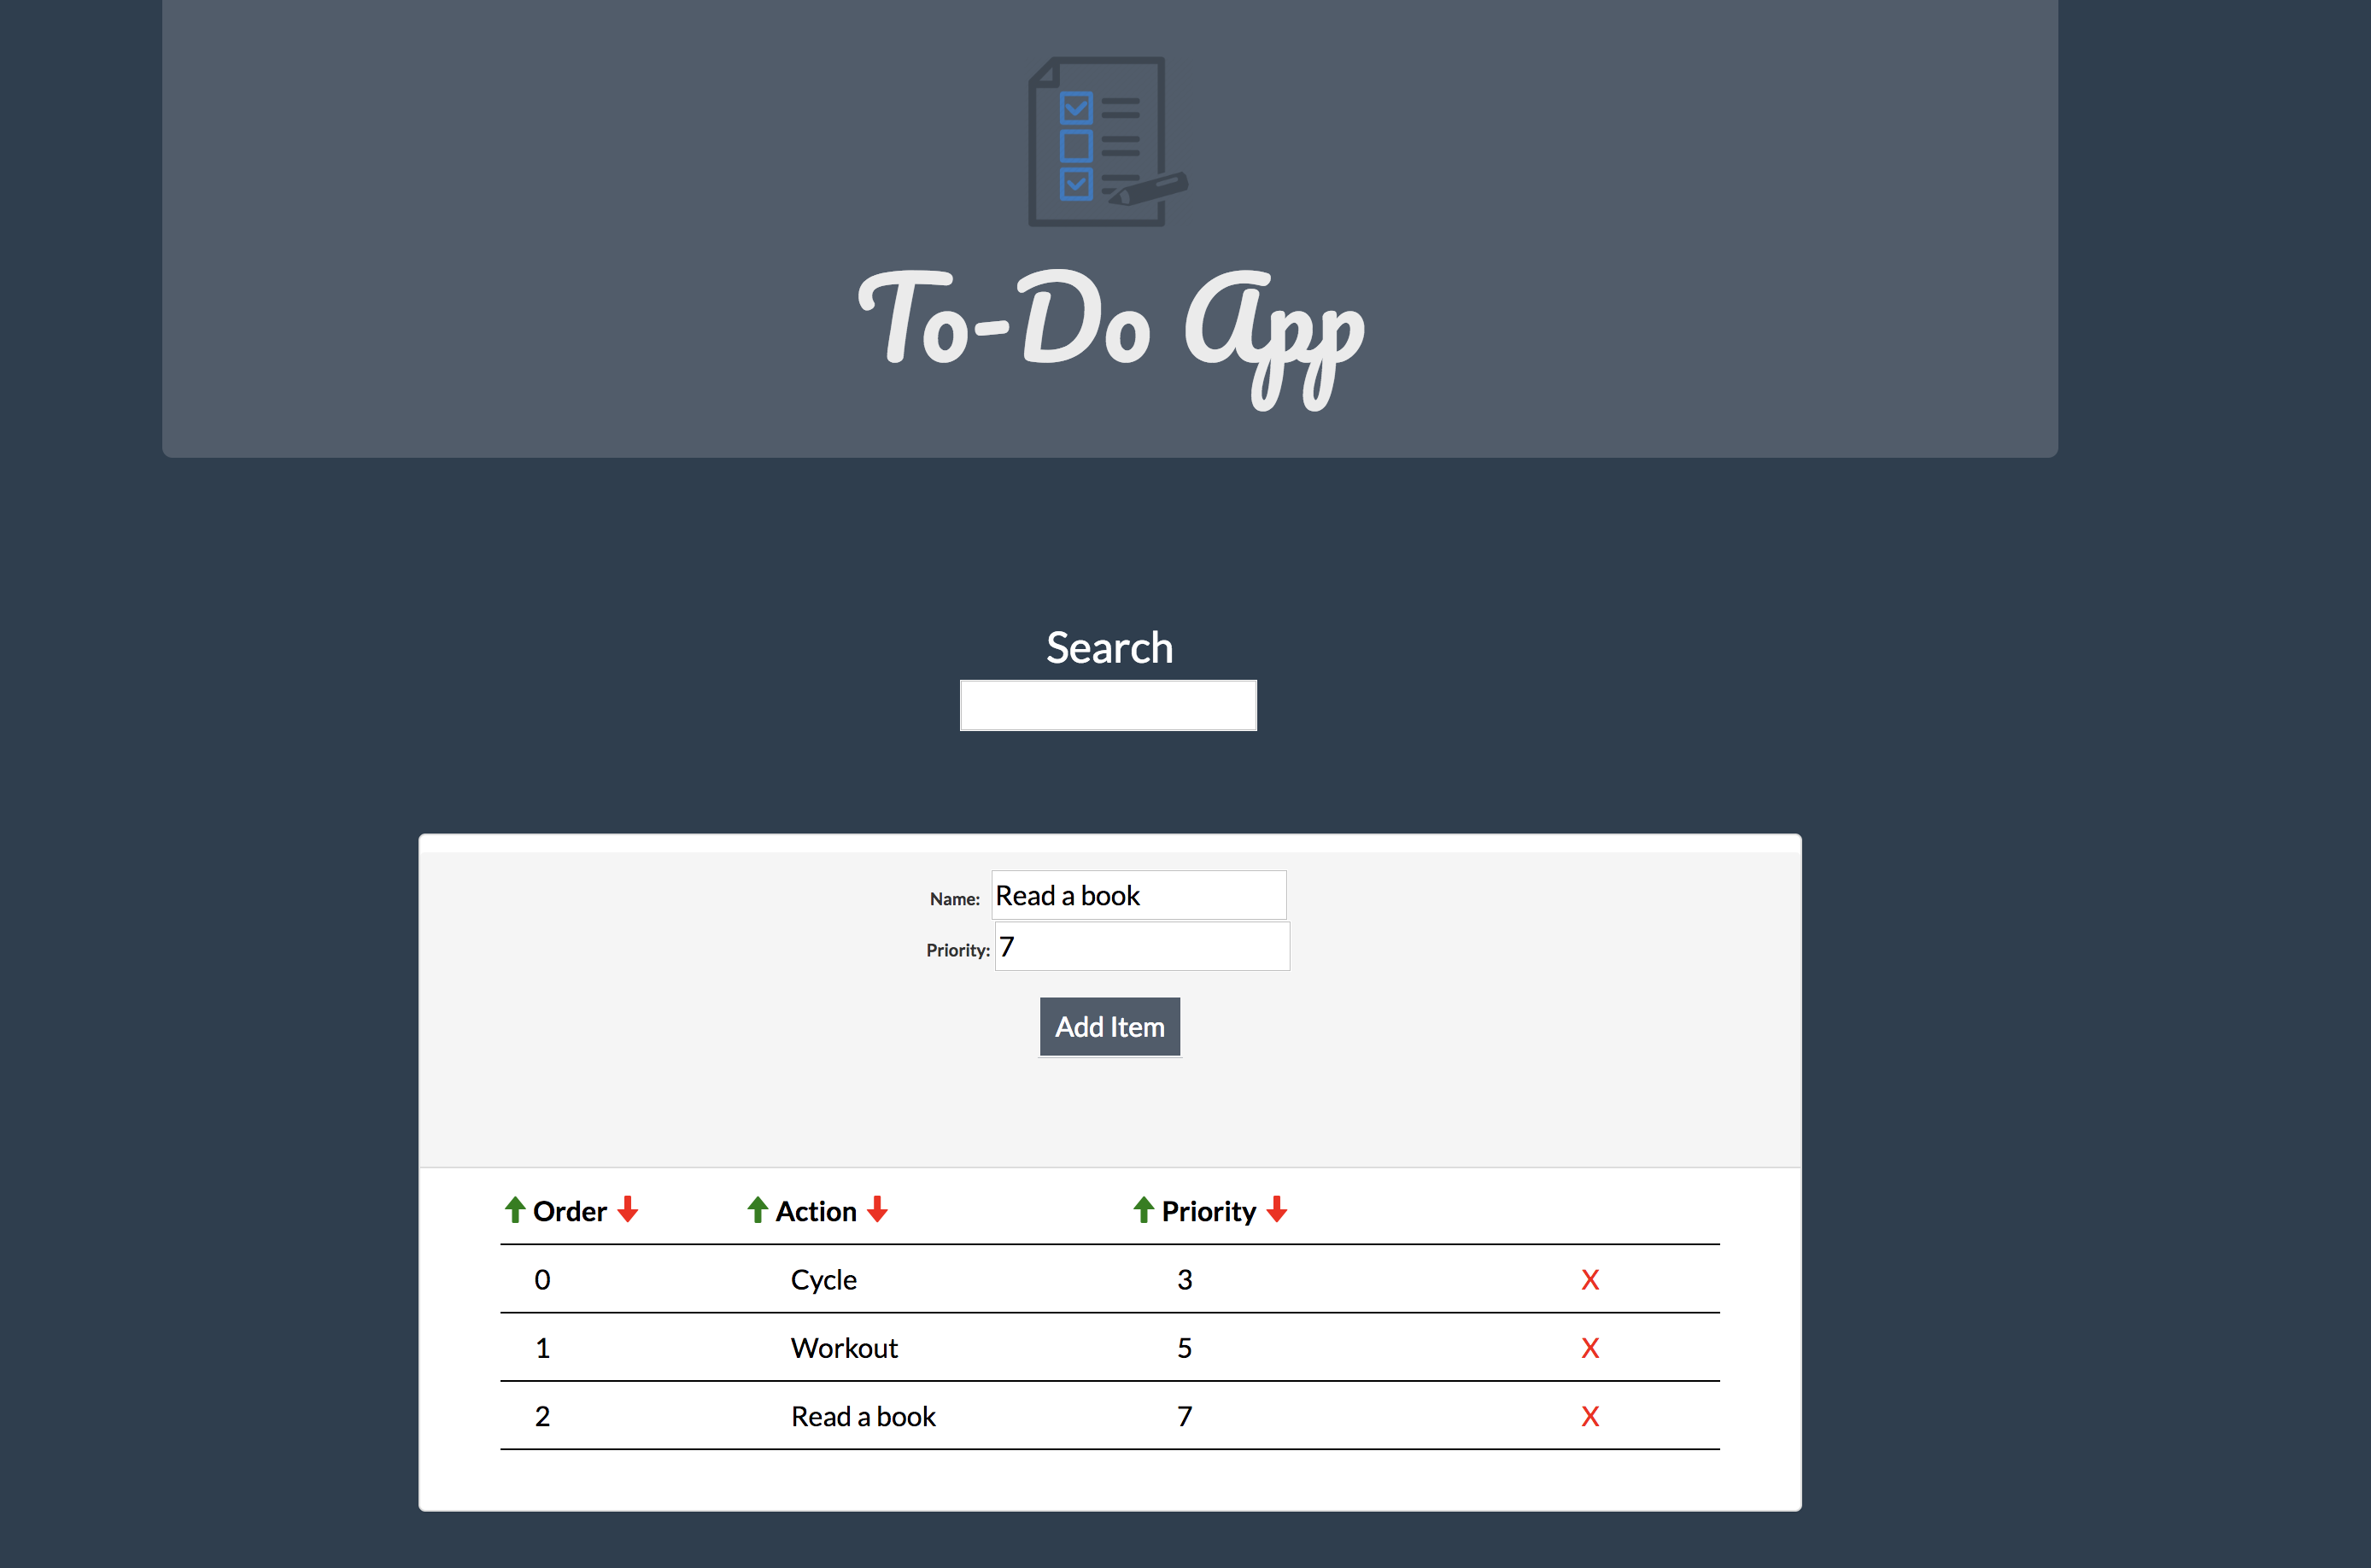 To-Do App
Search
Name: Read a book
Priority: 7
Add Item
Order Action Priority
0 Cycle 3 X
1 Workout 5 X
2 Read a book 7 X